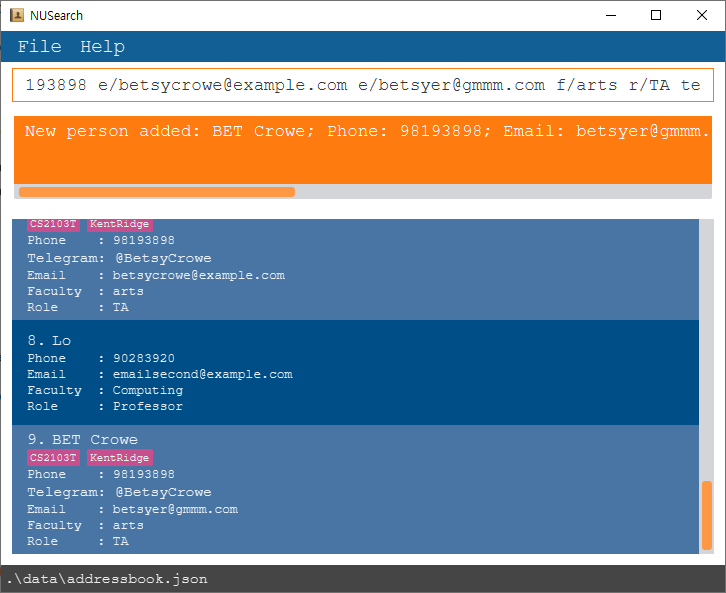 NUSearch
File Help
193898 e/betsycrowe@example.com e/betsyer@gmmm.com f/arts r/TA te
New person added: BET Crowe; Phone: 98193898; Email: betsyer@gmmm.
CS2103T KentRidge
Phone : 98193898
Telegram: @BetsyCrowe
Email : betsycrowe@example.com
Faculty : arts
Role : TA
8. Lo
Phone : 90283920
Email : emailsecond@example.com
Faculty : Computing
Role : Professor
9. BET Crowe
CS2103T KentRidge
Phone : 98193898
Telegram: @BetsyCrowe
Email : betsyer@gmmm.com
Faculty : arts
Role : TA
.\data\addressbook.json